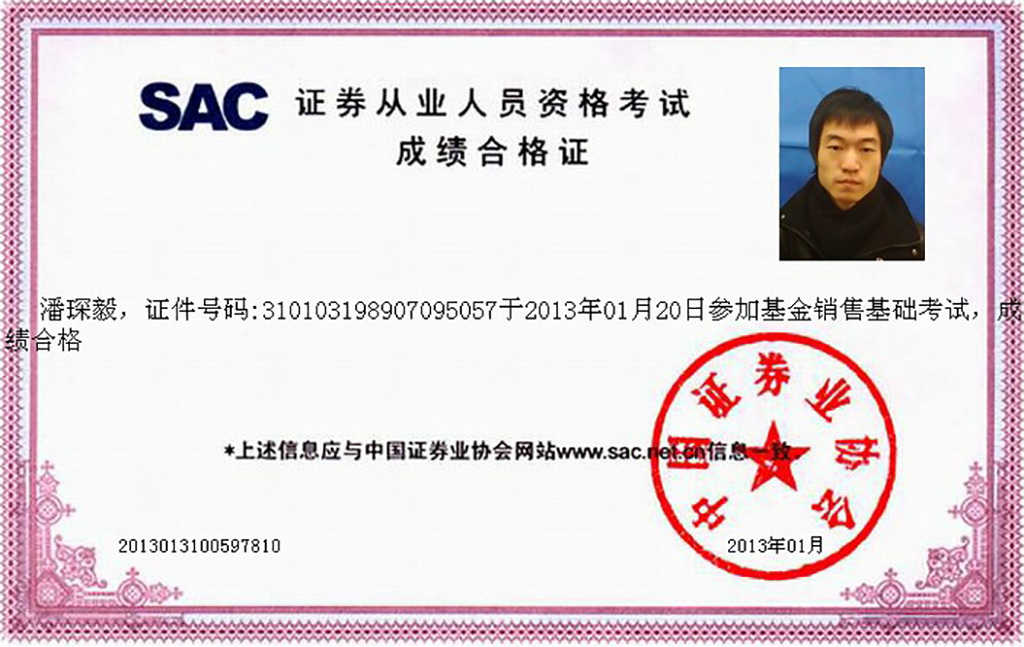 SAC 证券从业人员资格考试
成绩合格证
潘琛毅，证件号码:310103198907095057于2013年01月20日参加基金销售基础考试，成
绩合格
*上述信息应与中国证券业协会网站www.sac.net.cn信息一致.
中国证券业协会
2013013100597810
2013年01月